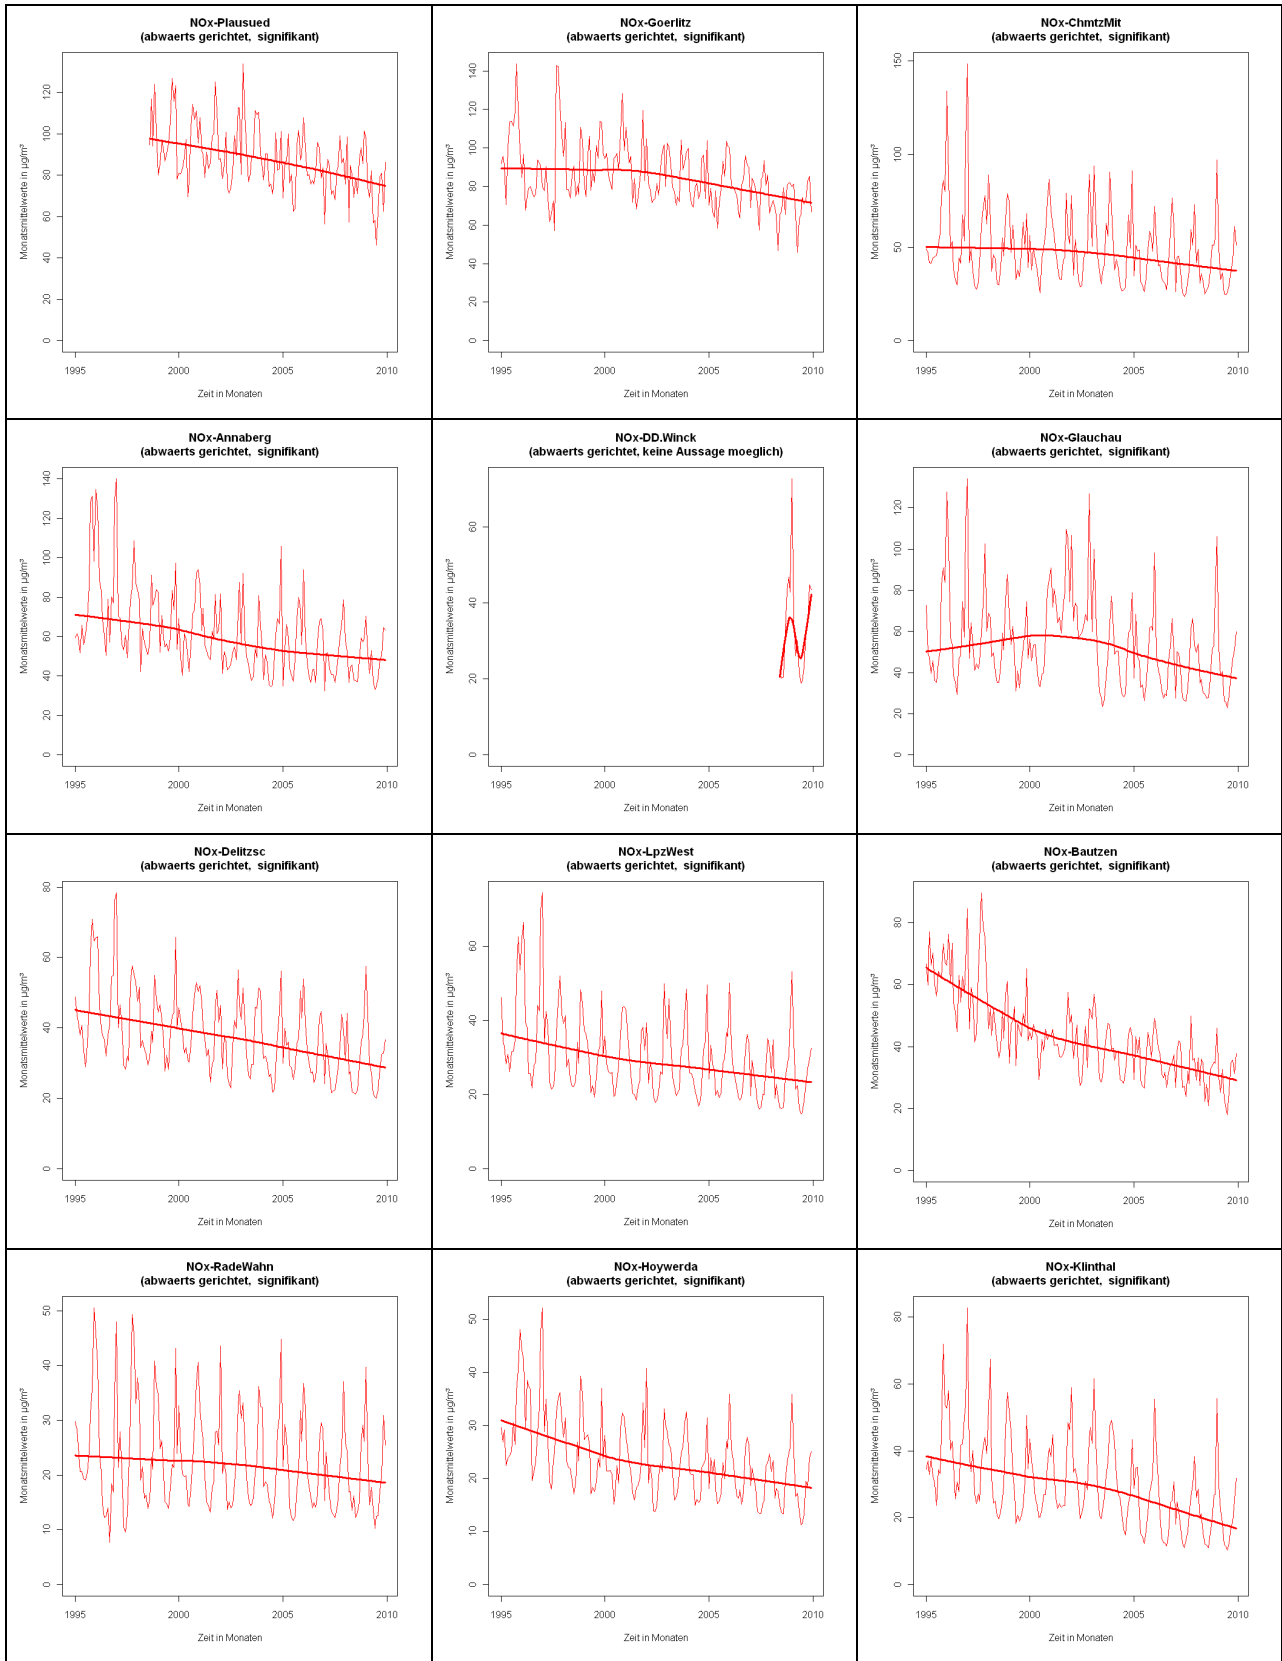 NOx-Plausued
(abwaerts gerichtet, signifikant)
Monatsmittelwerte in µg/m³
0
20
40
60
80
100
120
1995
2000
2005
2010
Zeit in Monaten
NOx-Goerlitz
(abwaerts gerichtet, signifikant)
Monatsmittelwerte in µg/m³
0
20
40
60
80
100
120
140
1995
2000
2005
2010
Zeit in Monaten
NOx-ChmtzMit
(abwaerts gerichtet, signifikant)
Monatsmittelwerte in µg/m³
0
50
100
150
1995
2000
2005
2010
Zeit in Monaten
NOx-Annaberg
(abwaerts gerichtet, signifikant)
Monatsmittelwerte in µg/m³
0
20
40
60
80
100
120
140
1995
2000
2005
2010
Zeit in Monaten
NOx-DD.Winck
(abwaerts gerichtet, keine Aussage moeglich)
Monatsmittelwerte in µg/m³
0
20
40
60
1995
2000
2005
2010
Zeit in Monaten
NOx-Glauchau
(abwaerts gerichtet, signifikant)
Monatsmittelwerte in µg/m³
0
20
40
60
80
100
120
1995
2000
2005
2010
Zeit in Monaten
NOx-Delitzsc
(abwaerts gerichtet, signifikant)
Monatsmittelwerte in µg/m³
0
20
40
60
80
1995
2000
2005
2010
Zeit in Monaten
NOx-LpzWest
(abwaerts gerichtet, signifikant)
Monatsmittelwerte in µg/m³
0
20
40
60
1995
2000
2005
2010
Zeit in Monaten
NOx-Bautzen
(abwaerts gerichtet, signifikant)
Monatsmittelwerte in µg/m³
0
20
40
60
80
1995
2000
2005
2010
Zeit in Monaten
NOx-RadeWahn
(abwaerts gerichtet, signifikant)
Monatsmittelwerte in µg/m³
0
10
20
30
40
50
1995
2000
2005
2010
Zeit in Monaten
NOx-Hoywerda
(abwaerts gerichtet, signifikant)
Monatsmittelwerte in µg/m³
0
10
20
30
40
50
1995
2000
2005
2010
Zeit in Monaten
NOx-Klinthal
(abwaerts gerichtet, signifikant)
Monatsmittelwerte in µg/m³
0
20
40
60
80
1995
2000
2005
2010
Zeit in Monaten